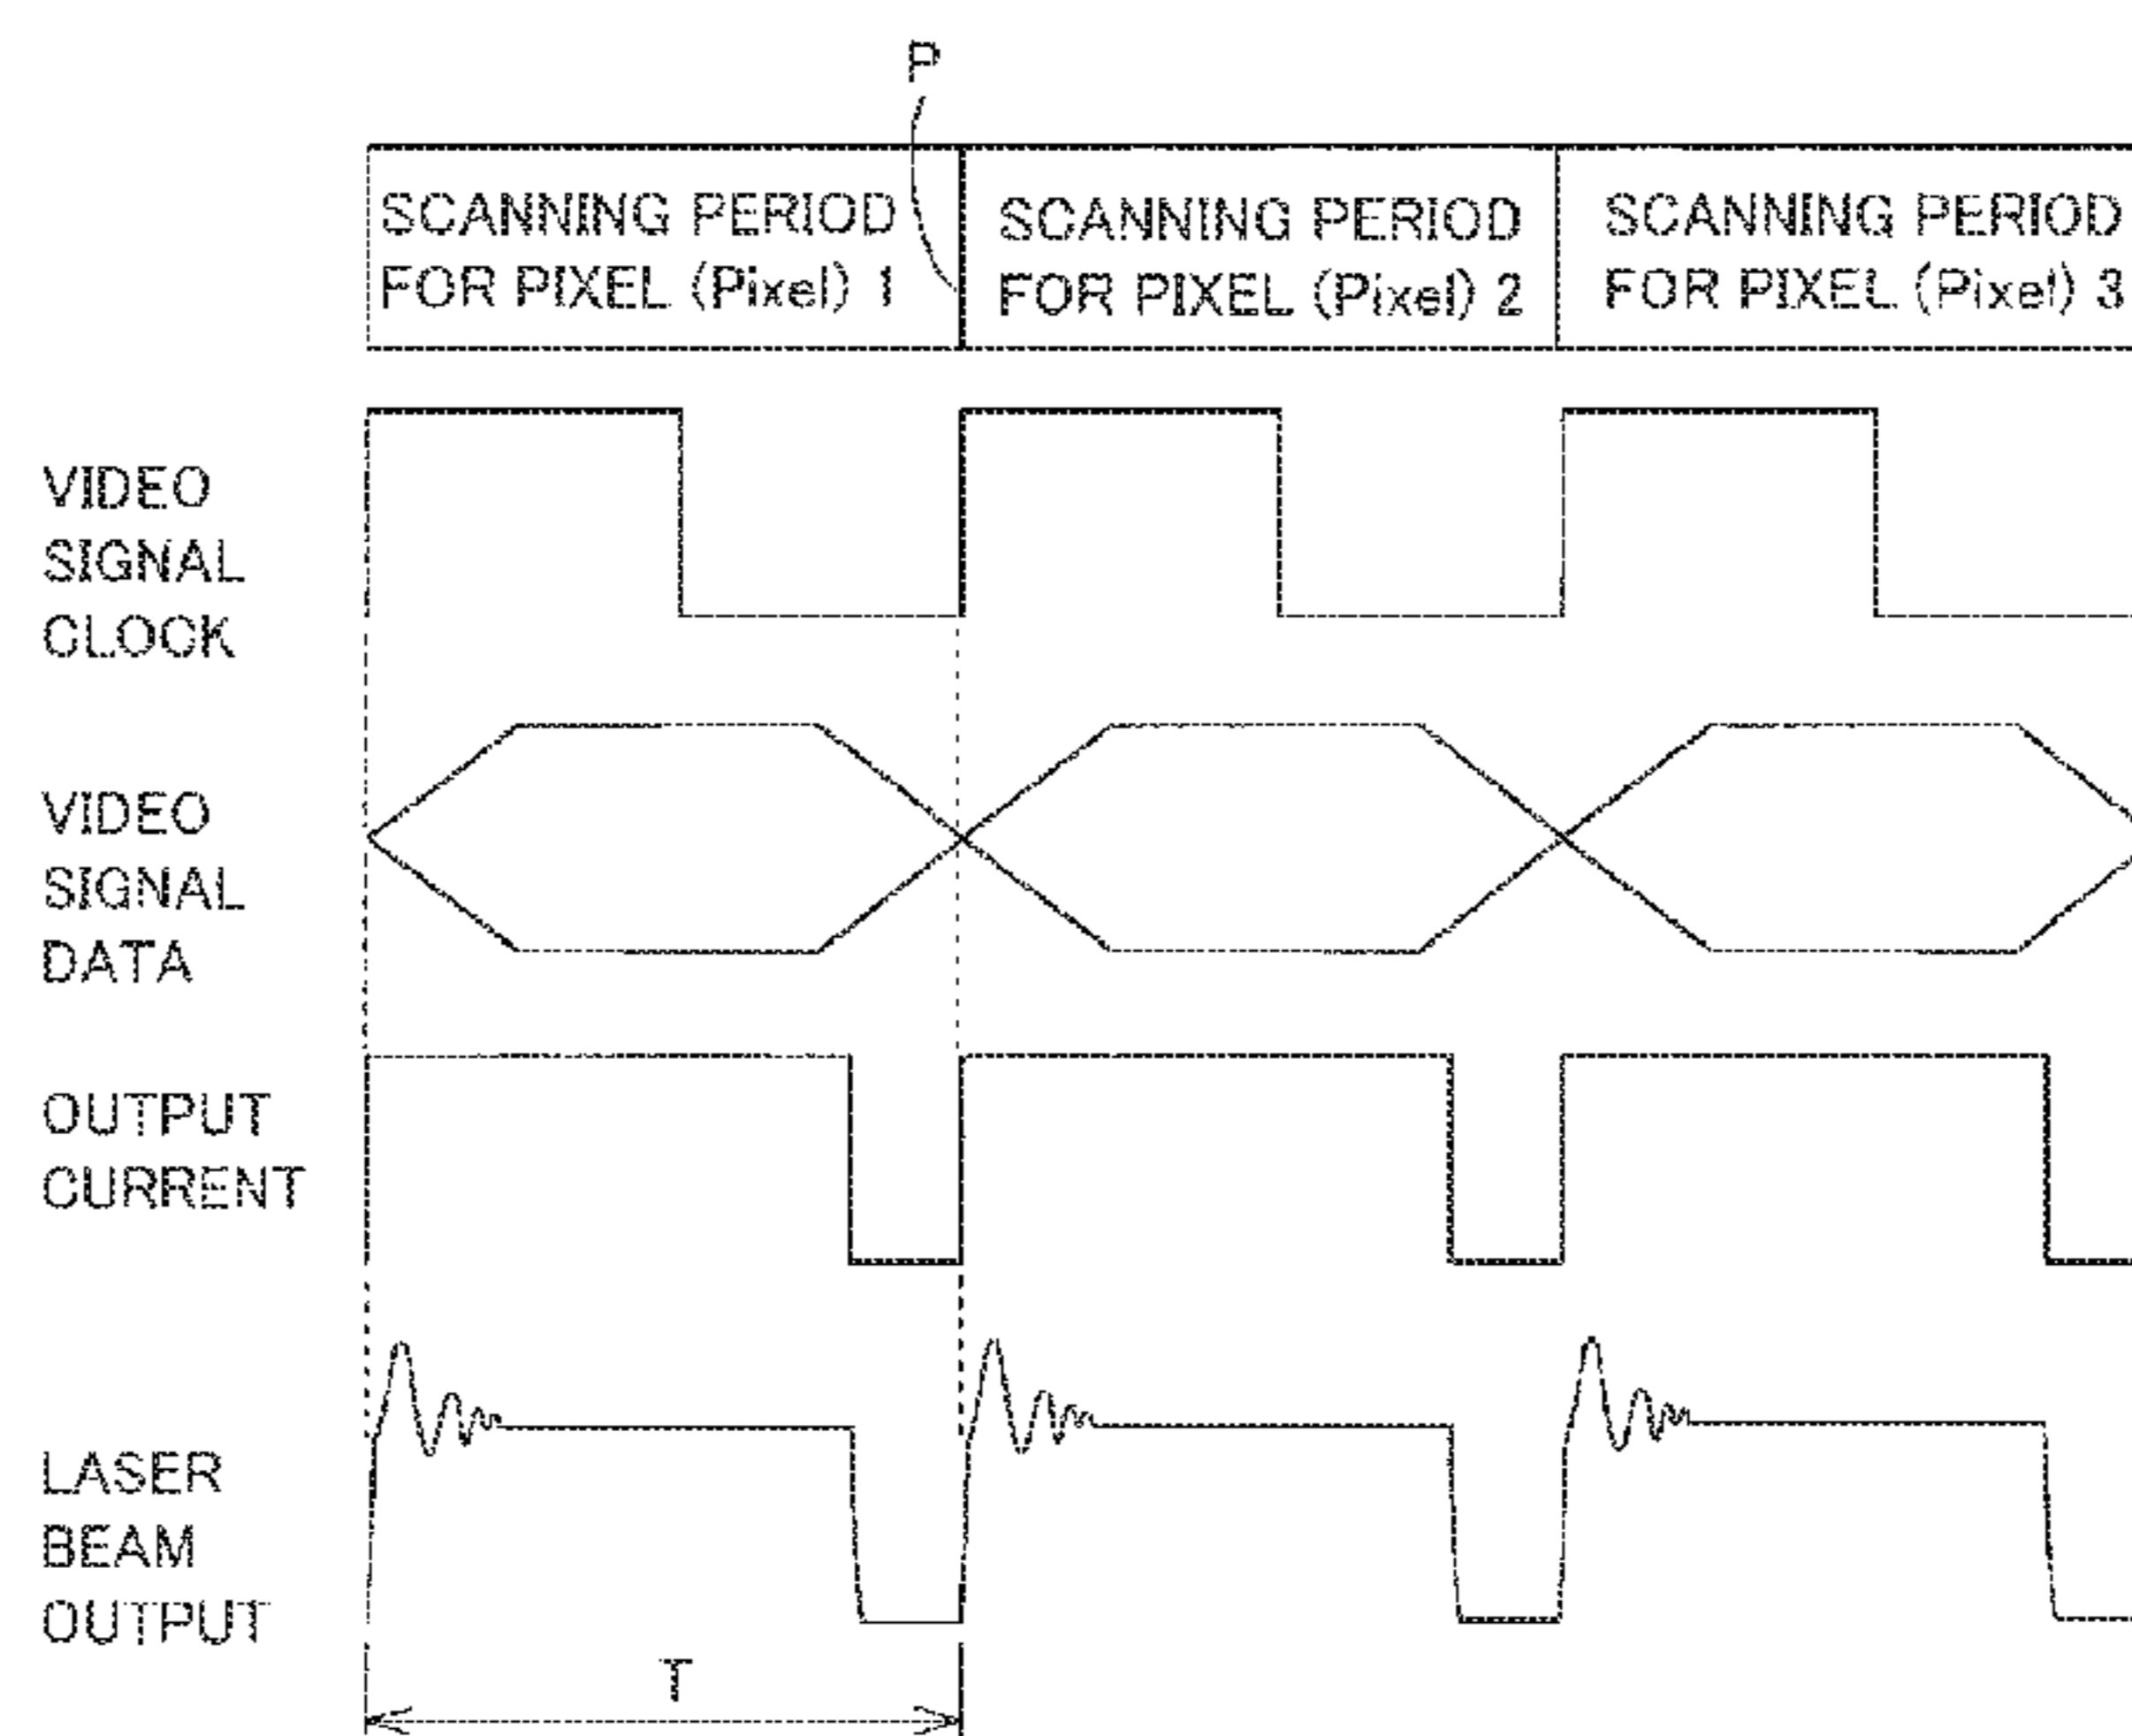 P
SCANNING PERIOD
FOR PIXEL (Pixel) 1
SCANNING PERIOD
FOR PIXEL (Pixel) 2
SCANNING PERIOD
FOR PIXEL (Pixel) 3
VIDEO
SIGNAL
CLOCK
VIDEO
SIGNAL
DATA
OUTPUT
CURRENT
LASER
BEAM
OUTPUT
T